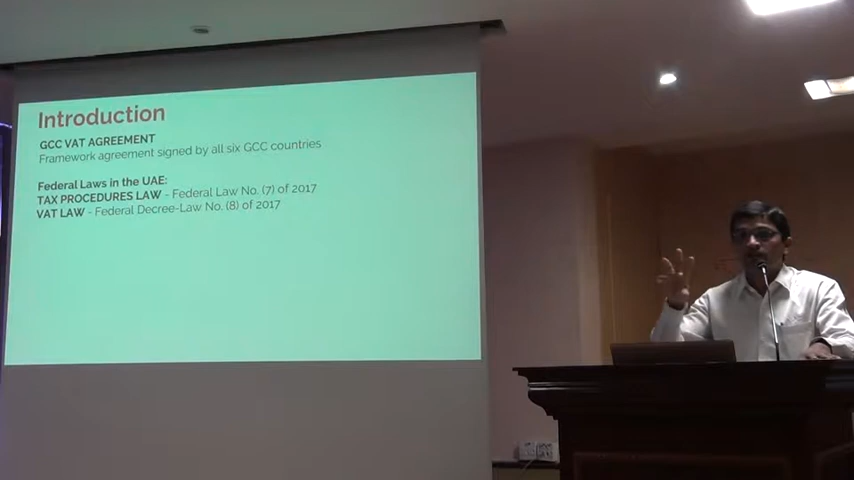 Introduction
GCC VAT AGREEMENT
Framework agreement signed by all six GCC countries
Federal Laws in the UAE:
TAX PROCEDURES LAW - Federal Law No. (7) of 2017
VAT LAW - Federal Decree-Law No. (8) of 2017